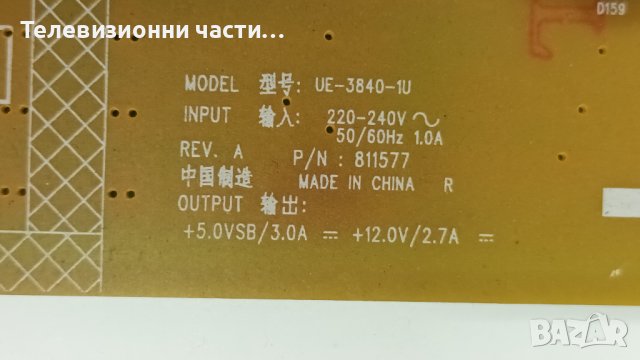 Телевизионни части...
D159
MODEL 型号: UE-3840-1U
INPUT 输入: 220-240V ~
50/60Hz 1.0A
REV. A P/N : 811577
中国制造 MADE IN CHINA R
OUTPUT 输出:
+5.0VSB/3.0A ⎓ +12.0V/2.7A ⎓
BAZAR